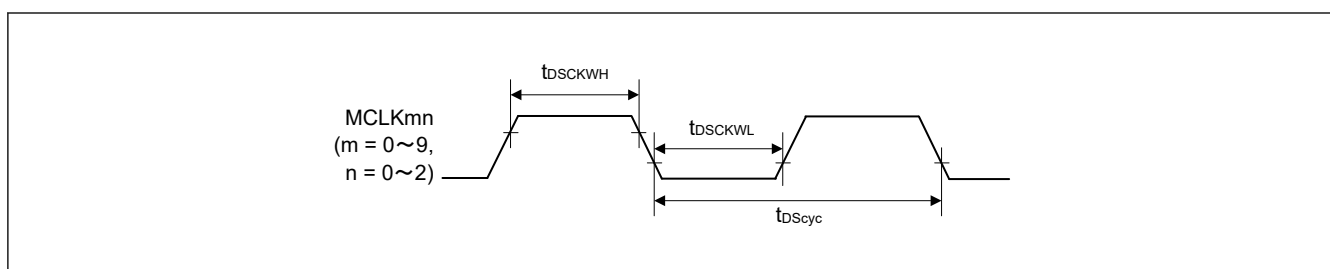 tDSCKWH
MCLKmn
(m = 0～9,
n = 0～2)
tDSCKWL
tDScyc